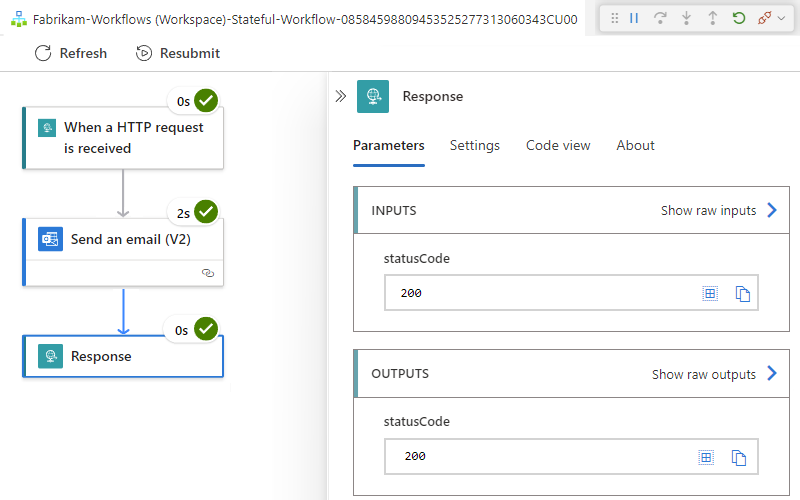 Fabrikam-Workflows (Workspace)-Stateful-Workflow-08584598809453525277313060343CU00
Refresh
Resubmit
0s
When a HTTP request
is received
2s
Send an email (V2)
0s
Response
Response
Parameters
Settings
Code view
About
INPUTS
Show raw inputs
statusCode
200
OUTPUTS
Show raw outputs
statusCode
200